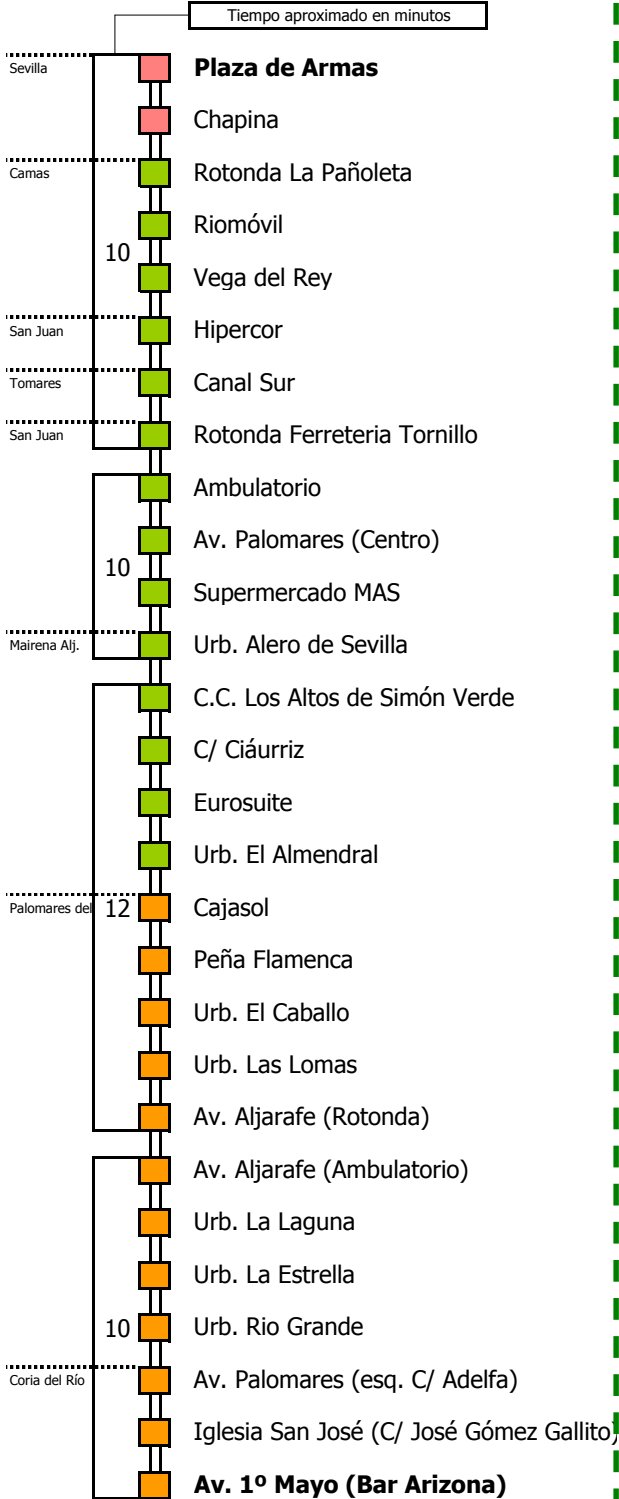 Tiempo aproximado en minutos
Sevilla
Plaza de Armas
Chapina
Camas
Rotonda La Pañoleta
Riomóvil
10
Vega del Rey
San Juan
Hipercor
Tomares
Canal Sur
San Juan
Rotonda Ferreteria Tornillo
Ambulatorio
Av. Palomares (Centro)
10
Supermercado MAS
Mairena Alj.
Urb. Alero de Sevilla
C.C. Los Altos de Simón Verde
C/ Ciáurriz
Eurosuite
Urb. El Almendral
Palomares del
12
Cajasol
Peña Flamenca
Urb. El Caballo
Urb. Las Lomas
Av. Aljarafe (Rotonda)
Av. Aljarafe (Ambulatorio)
Urb. La Laguna
Urb. La Estrella
10
Urb. Rio Grande
Coria del Río
Av. Palomares (esq. C/ Adelfa)
Iglesia San José (C/ José Gómez Gallito)
Av. 1º Mayo (Bar Arizona)